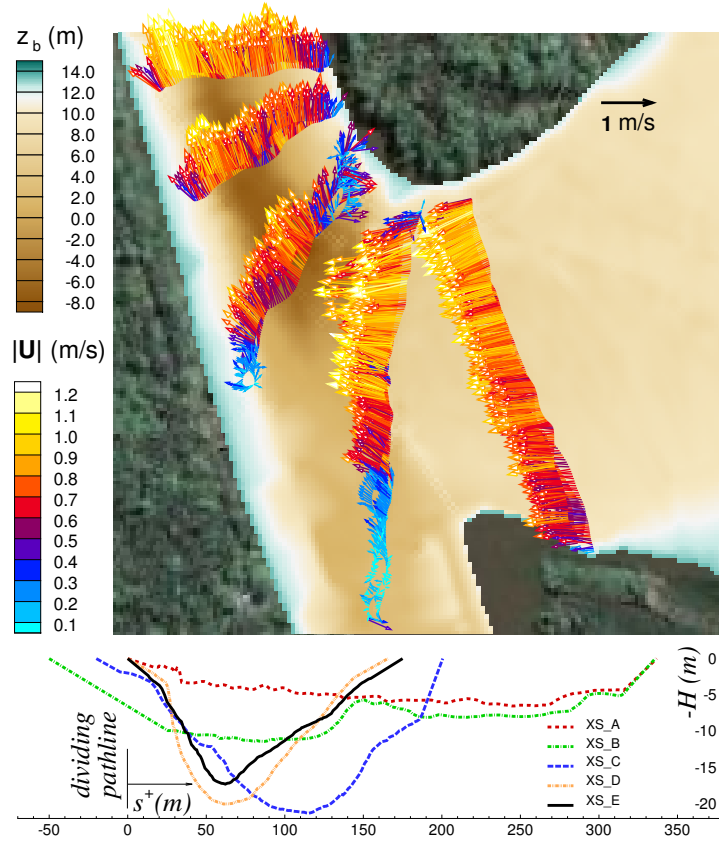 z_b (m)
14.0
12.0
10.0
8.0
6.0
4.0
2.0
0.0
-2.0
-4.0
-6.0
-8.0
1 m/s
|U| (m/s)
1.2
1.1
1.0
0.9
0.8
0.7
0.6
0.5
0.4
0.3
0.2
0.1
0
-5
-10
-15
-20
-H (m)
XS_A
XS_B
XS_C
XS_D
XS_E
dividing
pathline
s+(m)
-50 0 50 100 150 200 250 300 350